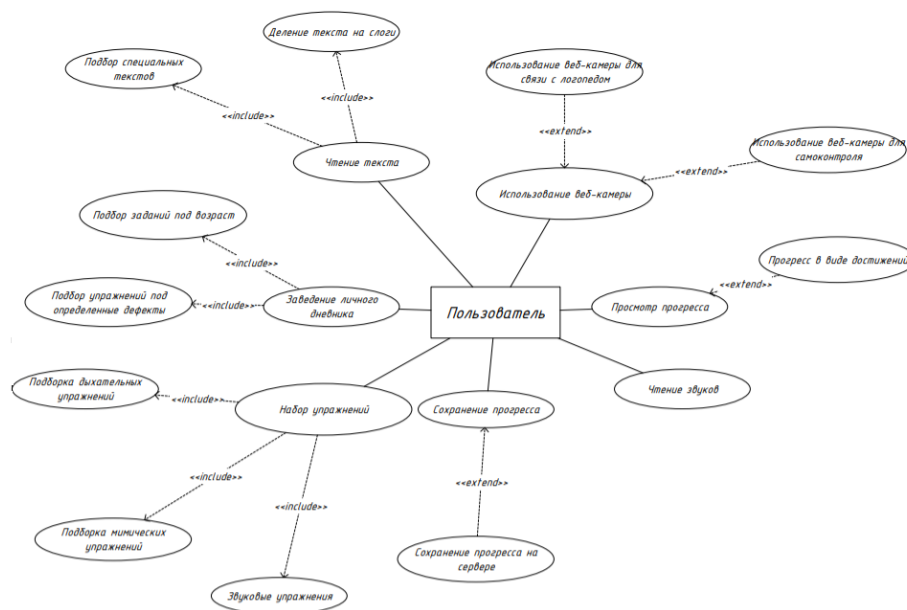 Деление текста на слоги
Подбор специальных
текстов
Использование веб-камеры для
связи с логопедом
<<include>>
<<include>>
<<extend>>
Использование веб-камеры для
самоконтроля
Чтение текста
<<extend>>
Использование веб-камеры
Подбор заданий под возраст
<<include>>
Прогресс в виде достижений
<<extend>>
Подбор упражнений под
определенные дефекты
<<include>>
Заведение личного
дневника
Пользователь
Просмотр прогресса
Подборка дыхательных
упражнений
<<include>>
Набор упражнений
Сохранение прогресса
Чтение звуков
<<include>>
<<extend>>
<<include>>
Подборка мимических
упражнений
Сохранение прогресса на
сервере
Звуковые упражнения